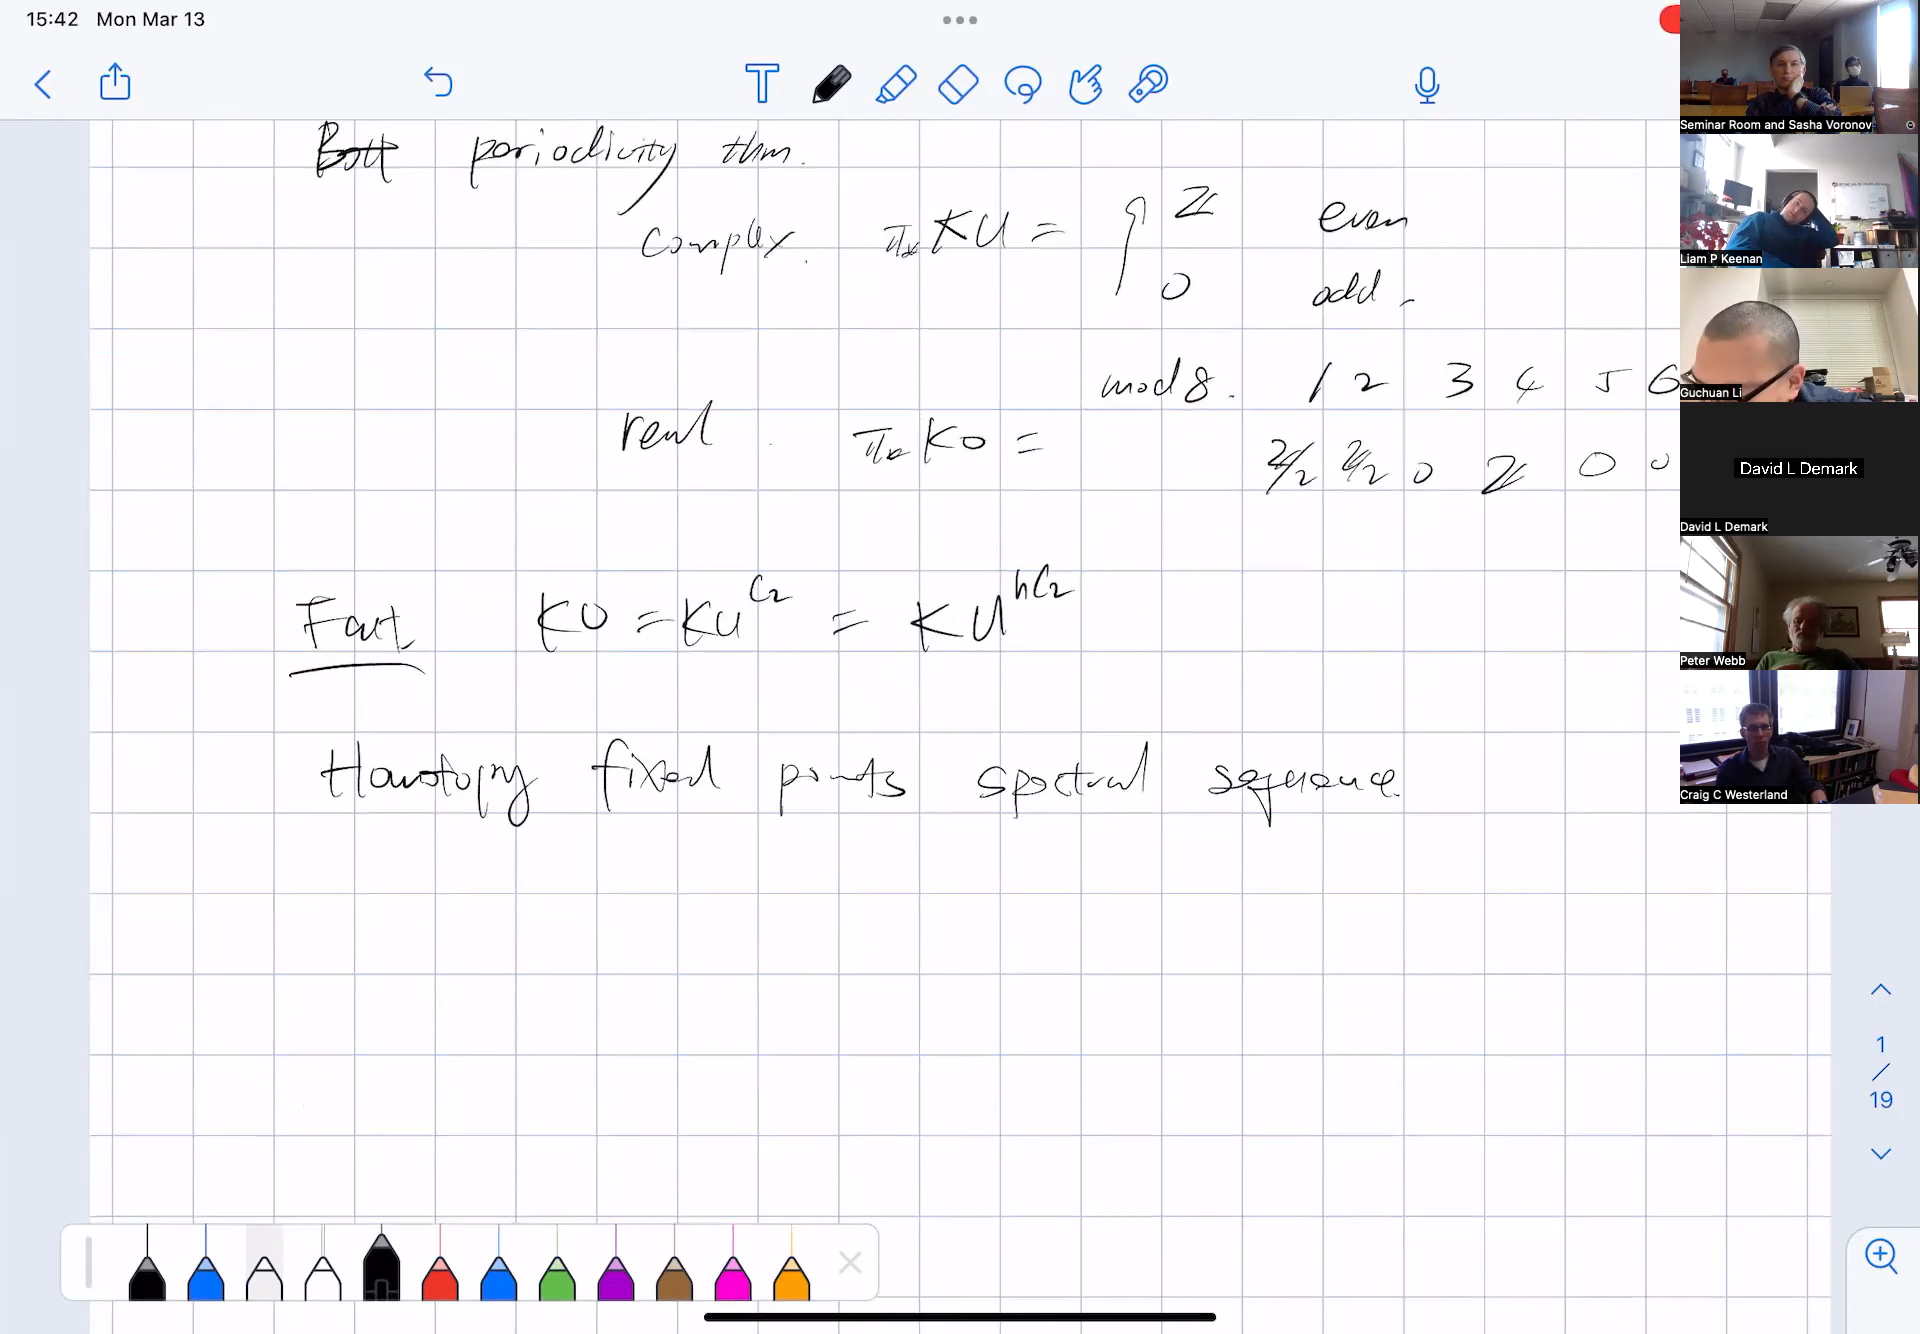 15:42 Mon Mar 13
Bott periodicity thm.
complex. π* KU = { Z even
0 odd.
mod 8. 1 2 3 4 5 6
real π* KO = Z/2 Z/2 0 Z 0 0
Fact KO = KU^{C2} = KU^{hC2}
Homotopy fixed points spectral sequence
Seminar Room and Sasha Voronov
Liam P Keenan
Guchuan Li
David L Demark
David L Demark
Peter Webb
Craig C Westerland
1
/
19